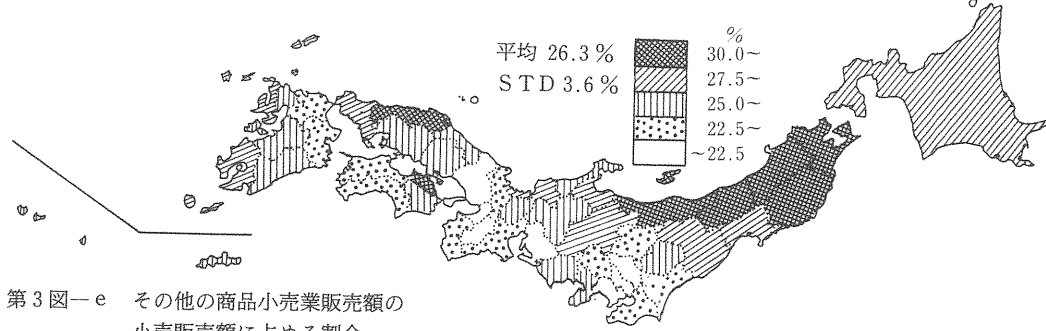 平均 26.3%
STD 3.6%
%
30.0~
27.5~
25.0~
22.5~
~22.5
第3図—e その他の商品小売業販売額の
小売販売額に占める割合